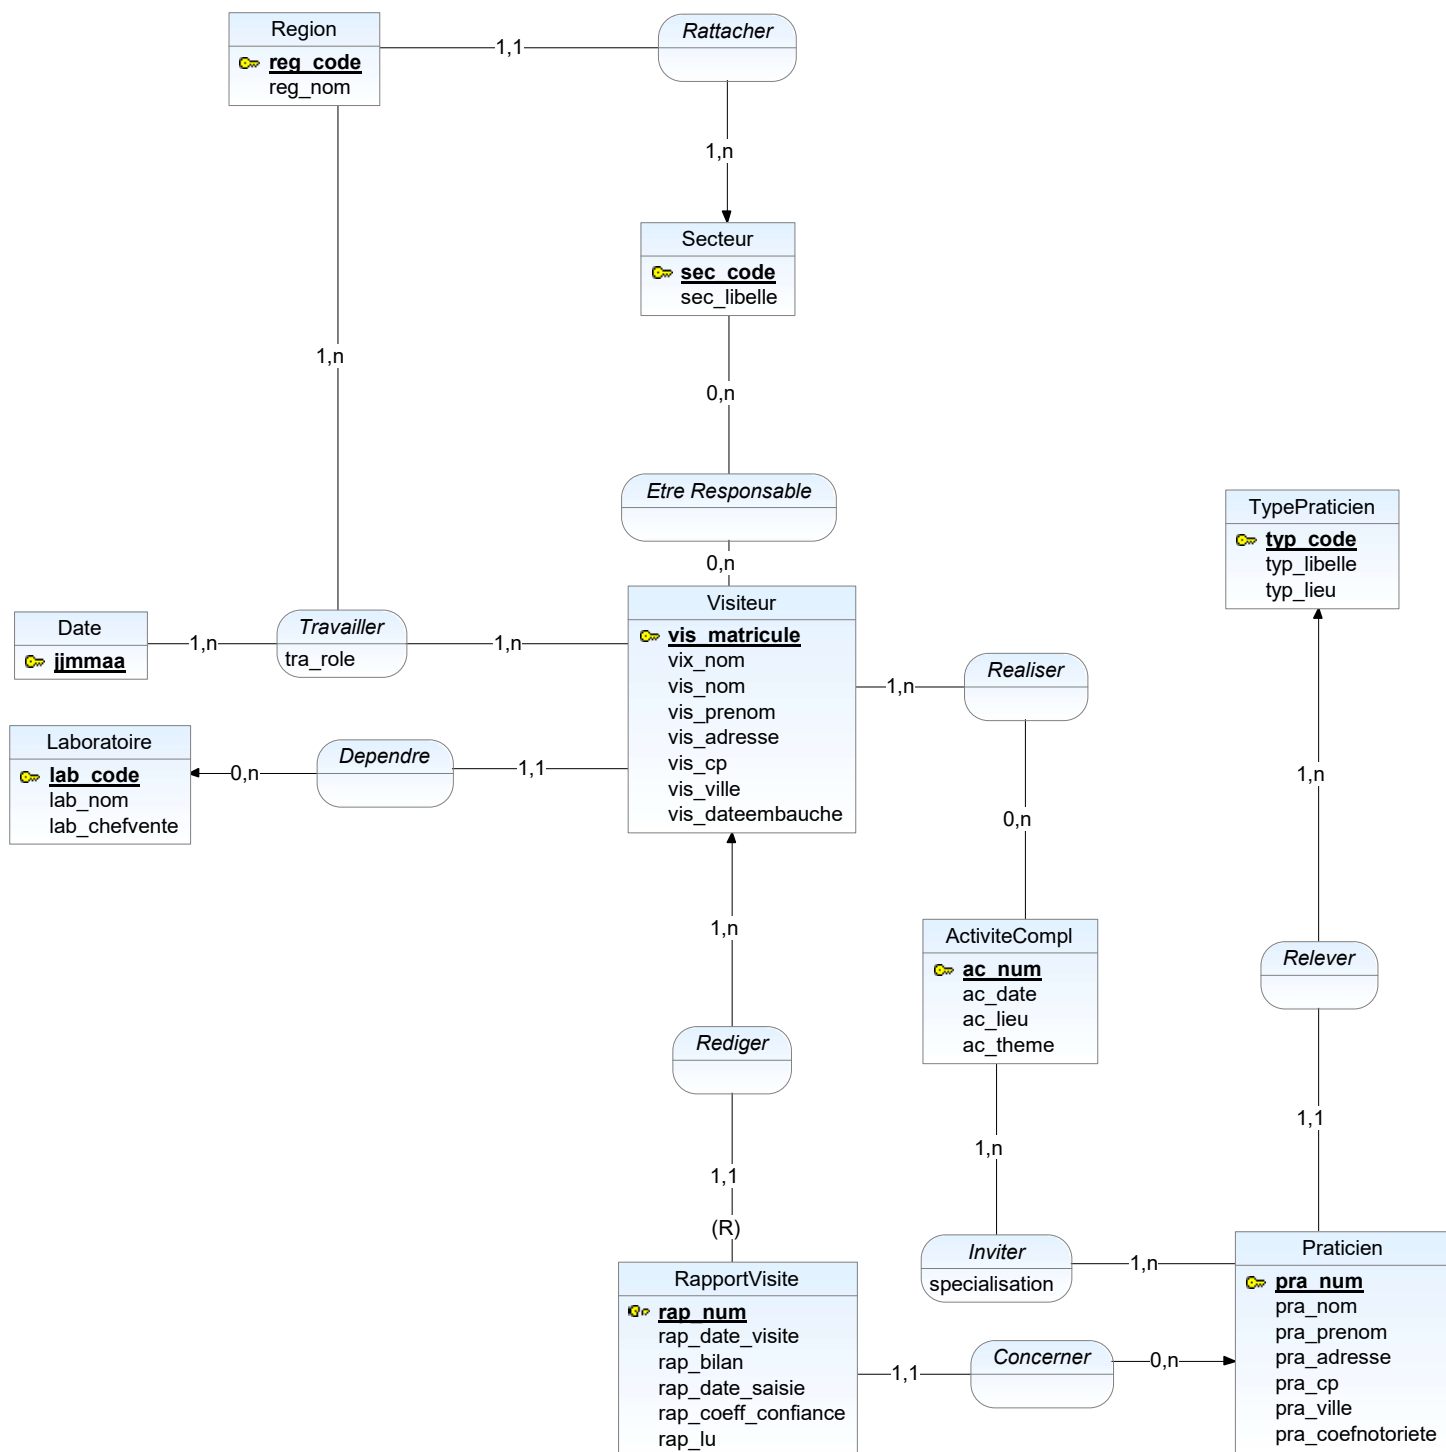 Region
reg_code
reg_nom
1,1
Rattacher
1,n
Secteur
sec_code
sec_libelle
1,n
0,n
Etre Responsable
0,n
TypePraticien
typ_code
typ_libelle
typ_lieu
Date
jjmmaa
1,n
Travailler
tra_role
1,n
Visiteur
vis_matricule
vix_nom
vis_nom
vis_prenom
vis_adresse
vis_cp
vis_ville
vis_dateembauche
1,n
Realiser
Laboratoire
lab_code
lab_nom
lab_chefvente
0,n
Dependre
1,1
1,n
0,n
1,n
ActiviteCompl
ac_num
ac_date
ac_lieu
ac_theme
Relever
Rediger
1,n
1,1
1,1
(R)
Inviter
specialisation
1,n
Praticien
pra_num
pra_nom
pra_prenom
pra_adresse
pra_cp
pra_ville
pra_coefnotoriete
RapportVisite
rap_num
rap_date_visite
rap_bilan
rap_date_saisie
rap_coeff_confiance
rap_lu
1,1
Concerner
0,n